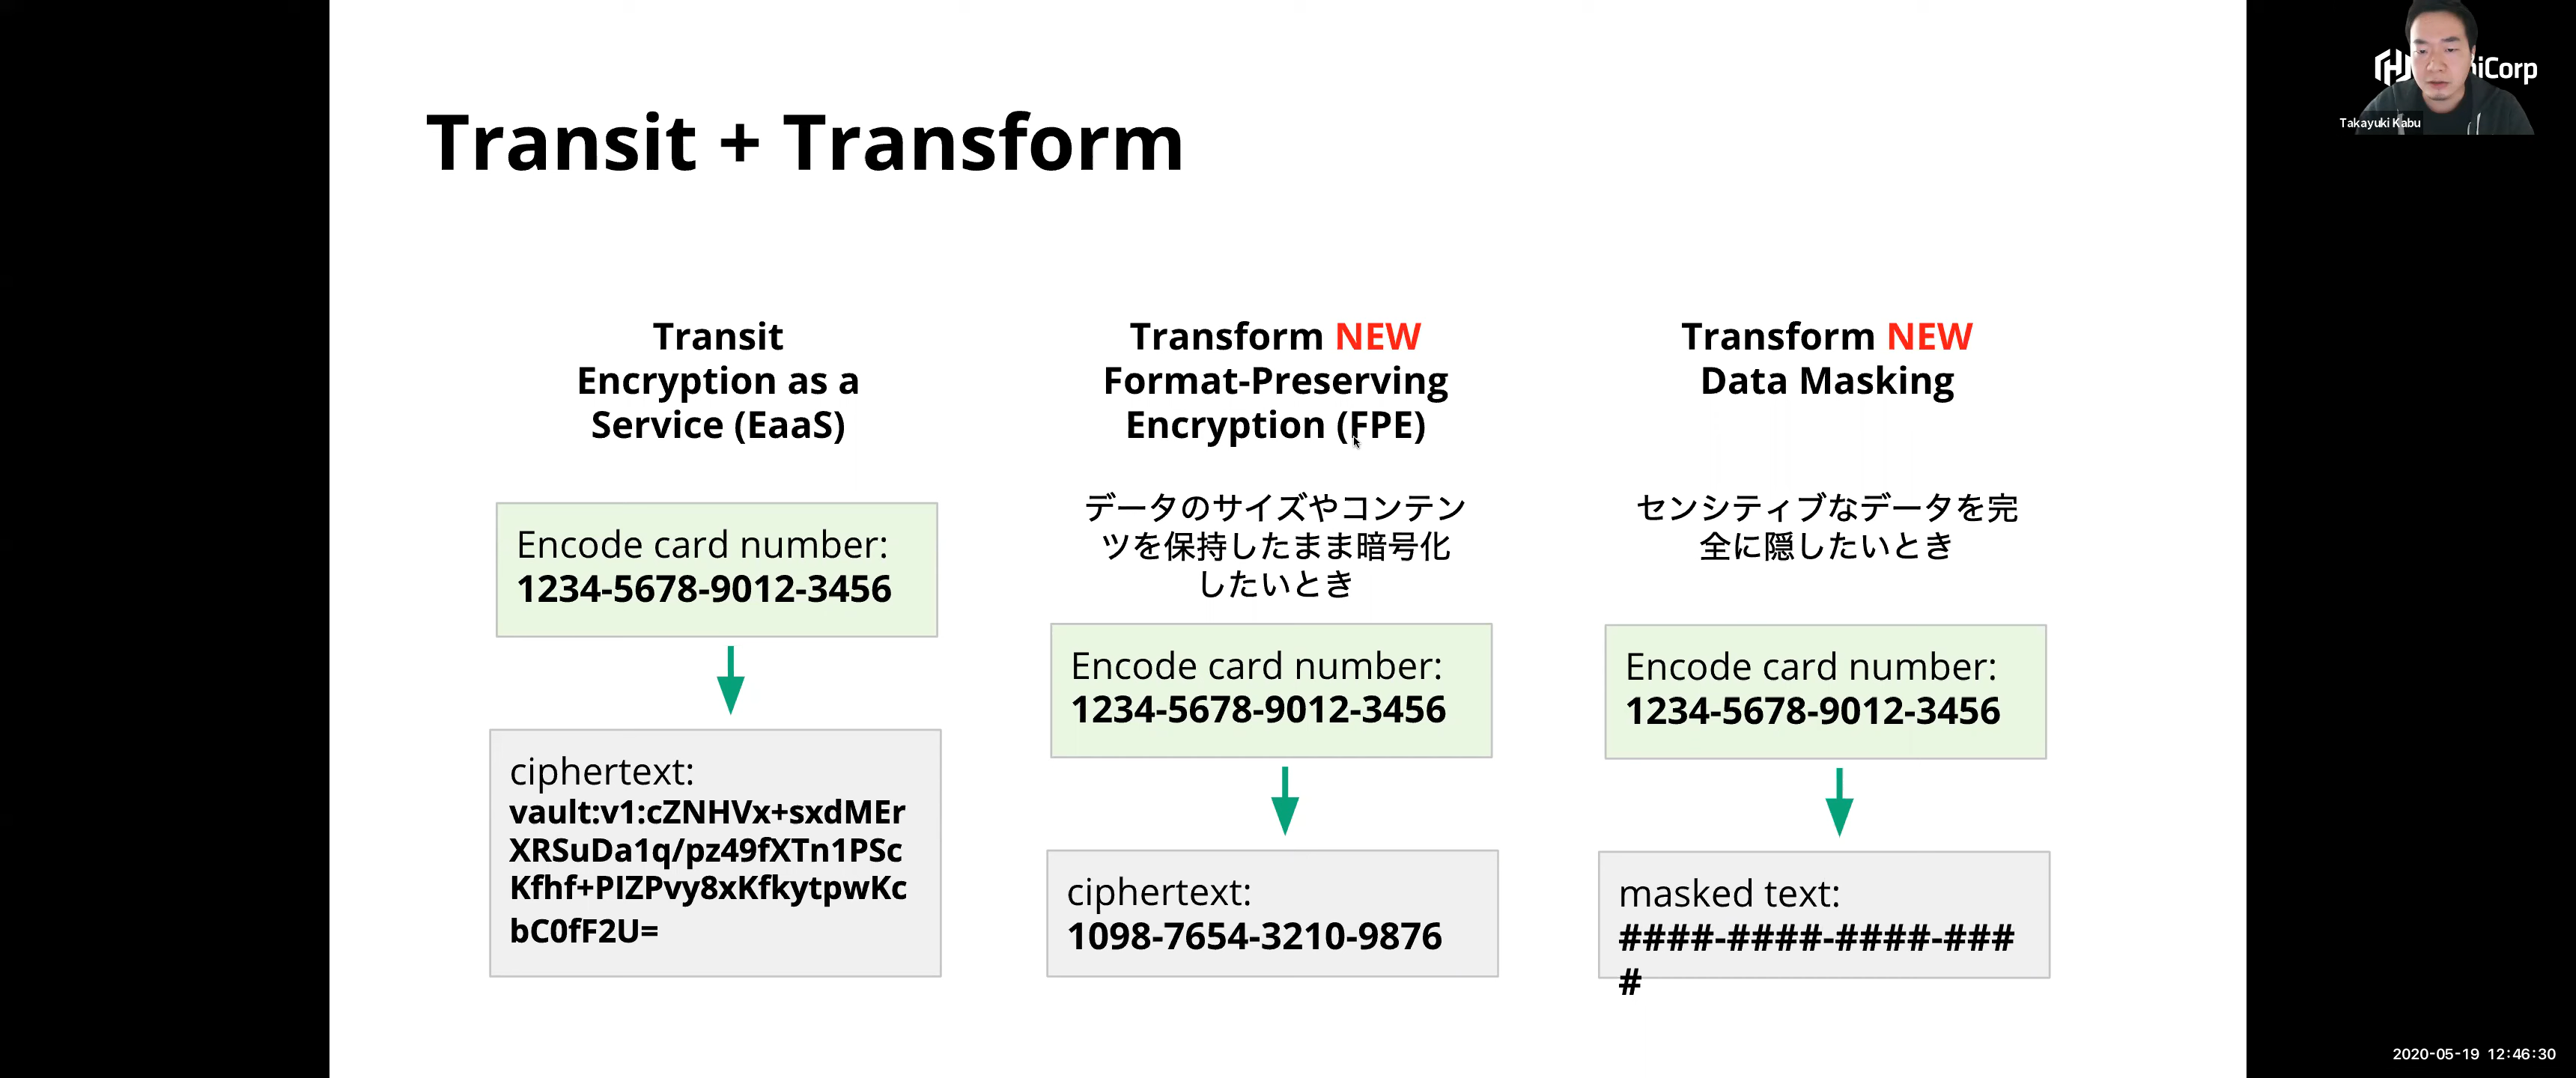 Transit + Transform
Transit
Encryption as a
Service (EaaS)
Encode card number:
1234-5678-9012-3456
ciphertext:
vault:v1:cZNHVx+sxdMEr
XRSuDa1q/pz49fXTn1PSc
Kfhf+PIZPvy8xKfkytpwKc
bC0fF2U=
Transform NEW
Format-Preserving
Encryption (FPE)
データのサイズやコンテン
ツを保持したまま暗号化
したいとき
Encode card number:
1234-5678-9012-3456
ciphertext:
1098-7654-3210-9876
Transform NEW
Data Masking
センシティブなデータを完
全に隠したいとき
Encode card number:
1234-5678-9012-3456
masked text:
####-####-####-###
#
iCorp
Takayuki Kabu
2020-05-19 12:46:30